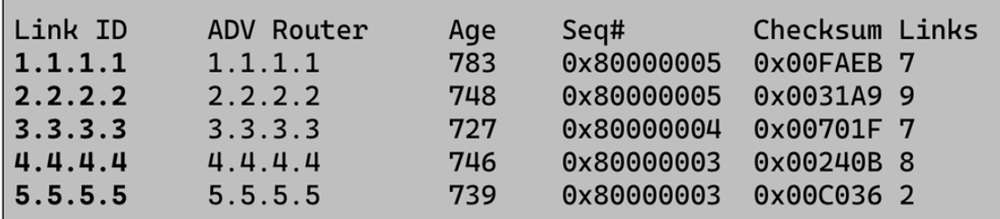 Link ID ADV Router Age Seq# Checksum Links
1.1.1.1 1.1.1.1 783 0x80000005 0x00FAEB 7
2.2.2.2 2.2.2.2 748 0x80000005 0x0031A9 9
3.3.3.3 3.3.3.3 727 0x80000004 0x00701F 7
4.4.4.4 4.4.4.4 746 0x80000003 0x00240B 8
5.5.5.5 5.5.5.5 739 0x80000003 0x00C036 2